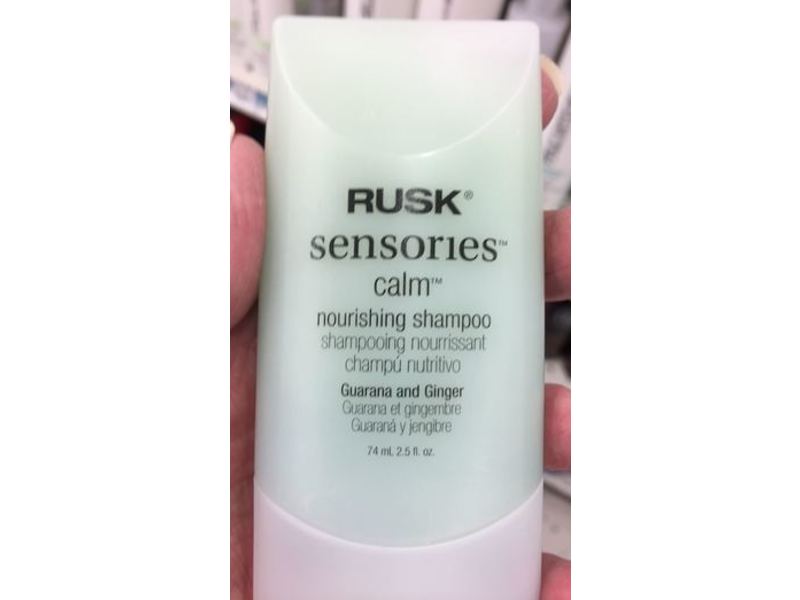 RUSK®
sensories™
calm™
nourishing shampoo
shampooing nourrissant
champú nutritivo
Guarana and Ginger
Guarana et gingembre
Guaraná y jengibre
74 mL 2.5 fl. oz.